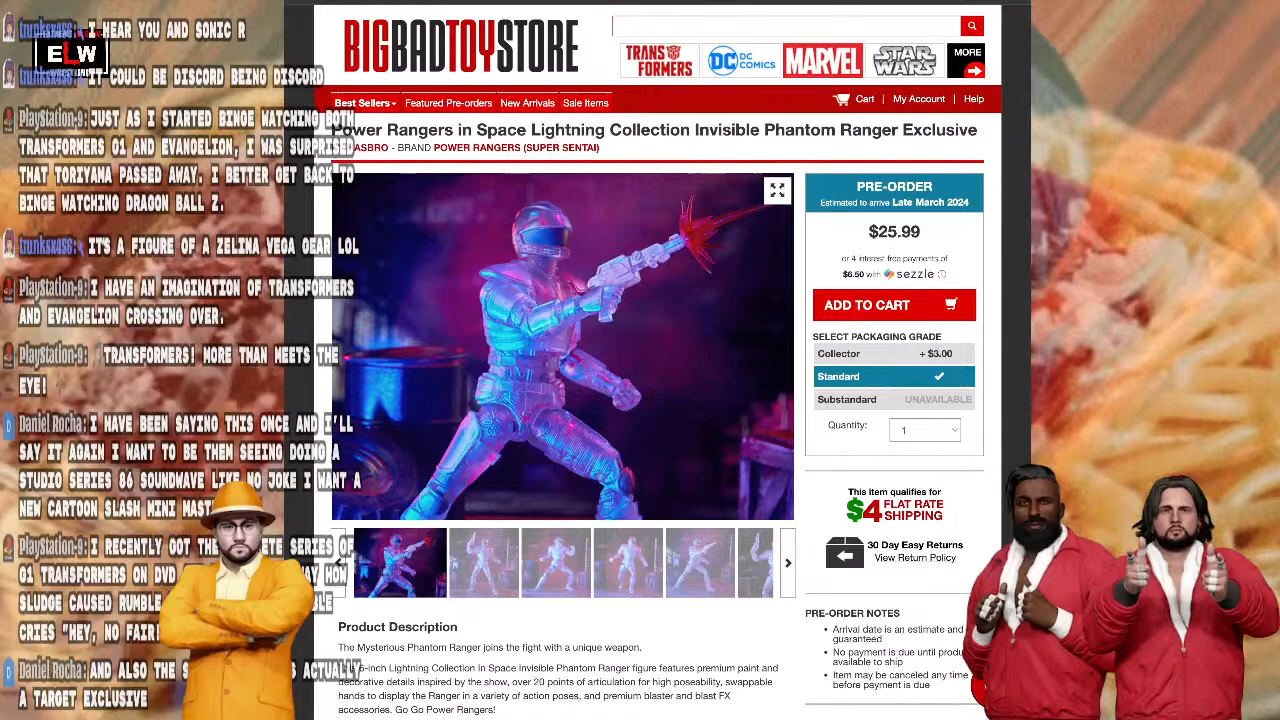 trunks486: I HEAR YOU AND SONIC R
ELW
trunks486:
COULD BE DISCORD BEING DISCORD
PlayStation-9: JUST AS I STARTED BINGE WATCHING BOTH
TRANSFORMERS G1 AND EVANGELION, I WAS SURPRISED
THAT TORIYAMA PASSED AWAY. I BETTER GET BACK TO
BINGE WATCHING DRAGON BALL Z.
trunks486: IT'S A FIGURE OF A ZELINA VEGA GEAR LOL
PlayStation-9: I HAVE AN IMAGINATION OF TRANSFORMERS
AND EVANGELION CROSSING OVER.
PlayStation-9: TRANSFORMERS! MORE THAN MEETS THE
EYE!
Daniel Rocha: I HAVE BEEN SAYING THIS ONCE AND I'LL
SAY IT AGAIN I WANT TO BE THEM SEEING DOING A
STUDIO SERIES 86 SOUNDWAVE LIKE NO JOKE I WANT A
NEW CARTOON SLASH MINI
PlayStation-9: I RECENTLY GOT THE SERIES OF
G1 TRANSFORMERS ON DVD HOW
SLUDGE CAUSED RUMBLE
CRIES "HEY, NO FAIR!
Daniel Rocha: AND ALSO THE ACTUALLY
A TARGET EXCLUSIVE
BIGBADTOYSTORE
TRANSFORMERS
DC
DC COMICS
MARVEL
STAR WARS
MORE
Best Sellers
Featured Pre-orders
New Arrivals
Sale Items
Cart | My Account | Help
Power Rangers in Space Lightning Collection Invisible Phantom Ranger Exclusive
ASBRO - BRAND POWER RANGERS (SUPER SENTAI)
PRE-ORDER
Estimated to arrive Late March 2024
$25.99
or 4 interest free payments of
$6.50 with sezzle
ADD TO CART
SELECT PACKAGING GRADE
Collector + $3.00
Standard
Substandard UNAVAILABLE
Quantity: 1
This item qualifies for
$4 FLAT RATE
SHIPPING
30 Day Easy Returns
View Return Policy
PRE-ORDER NOTES
Arrival date is an estimate and
guaranteed
No payment is due until
available to ship
Item may be canceled any time
before payment is due
Product Description
The Mysterious Phantom Ranger joins the fight with a unique weapon.
6-inch Lightning Collection In Space Invisible Phantom Ranger figure features premium paint and
decorative details inspired by the show, over 20 points of articulation for high poseability, swappable
hands to display the Ranger in a variety of action poses, and premium blaster and blast FX
accessories. Go Go Power Rangers!